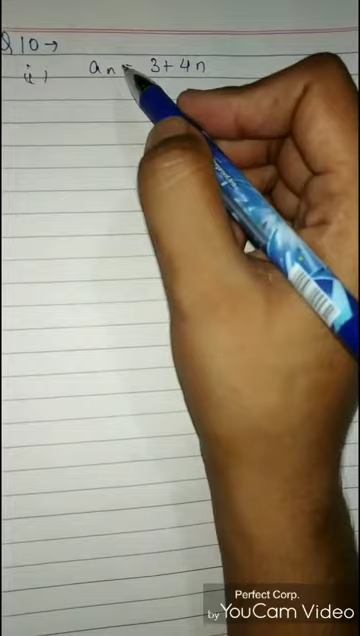 Q10 →
(i) an = 3+4n
Perfect Corp.
by YouCam Video